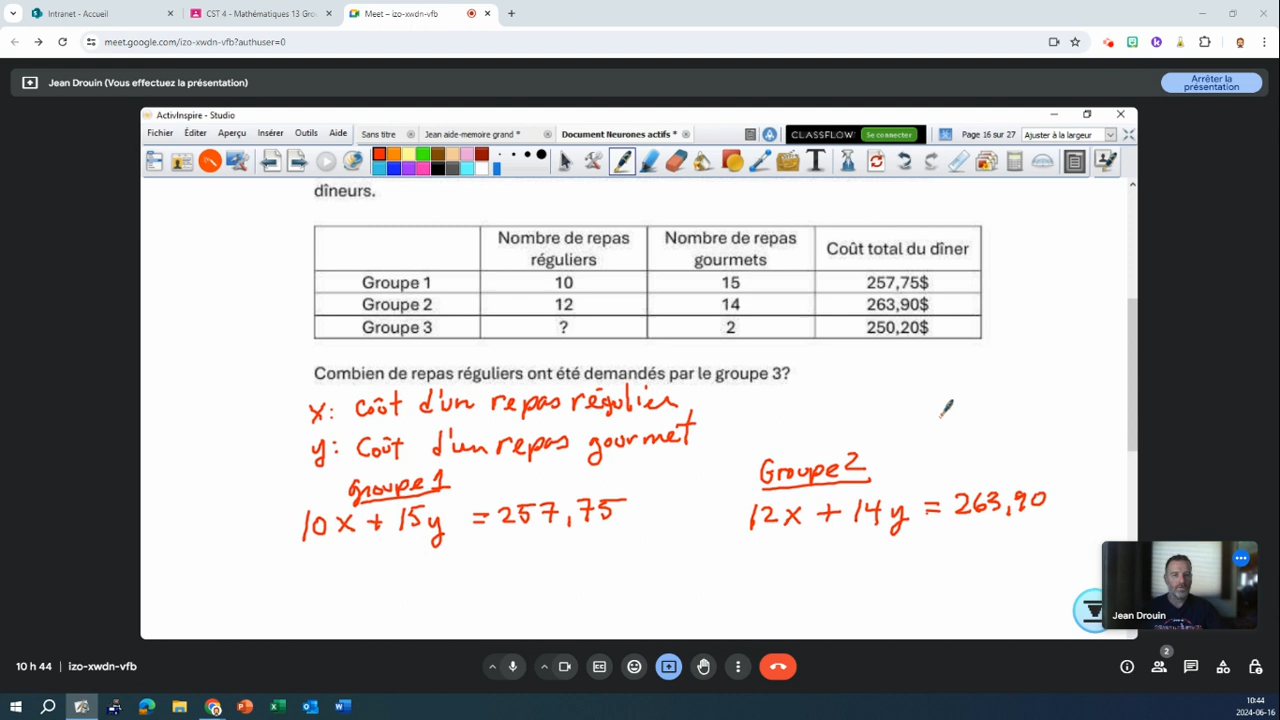 Intranet - Accueil
CST 4 - Mathématiques 13 Gro
Meet – izo-xwdn-vfb
meet.google.com/izo-xwdn-vfb?authuser=0
Jean Drouin (Vous effectuez la présentation)
Arrêter la
présentation
ActivInspire - Studio
Fichier Éditer Aperçu Insérer Outils Aide
Sans titre
Jean aide-memoire grand *
Document Neurones actifs *
CLASSFLOW
Se connecter
Page 16 sur 27
Ajuster à la largeur
dîneurs.
Nombre de repas réguliers
Nombre de repas gourmets
Coût total du dîner
Groupe 1 10 15 257,75$
Groupe 2 12 14 263,90$
Groupe 3 ? 2 250,20$
Combien de repas réguliers ont été demandés par le groupe 3?
x: Coût d'un repas régulier
y: Coût d'un repas gourmet
groupe 1
10x + 15y = 257,75
Groupe 2
12x + 14y = 263,90
Jean Drouin
10 h 44 | izo-xwdn-vfb
2
10:44
2024-06-16